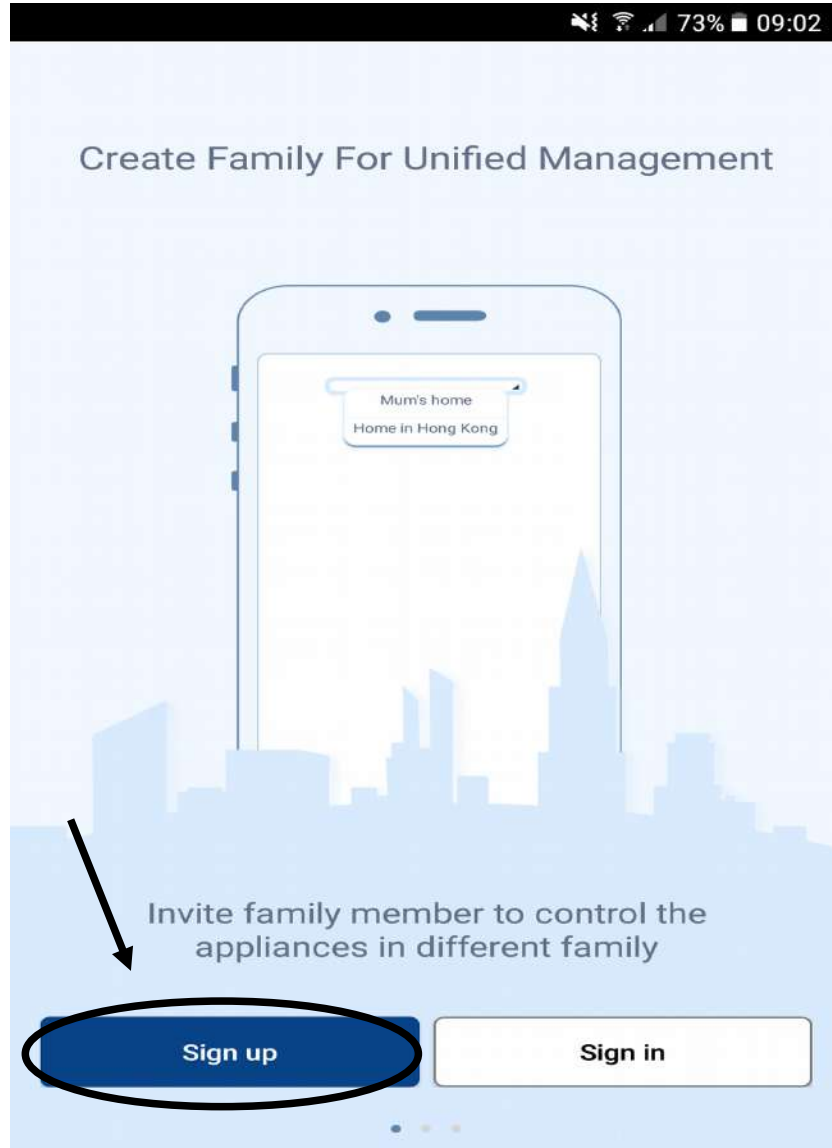 73% 09:02
Create Family For Unified Management
Mum's home
Home in Hong Kong
Invite family member to control the
appliances in different family
Sign up
Sign in